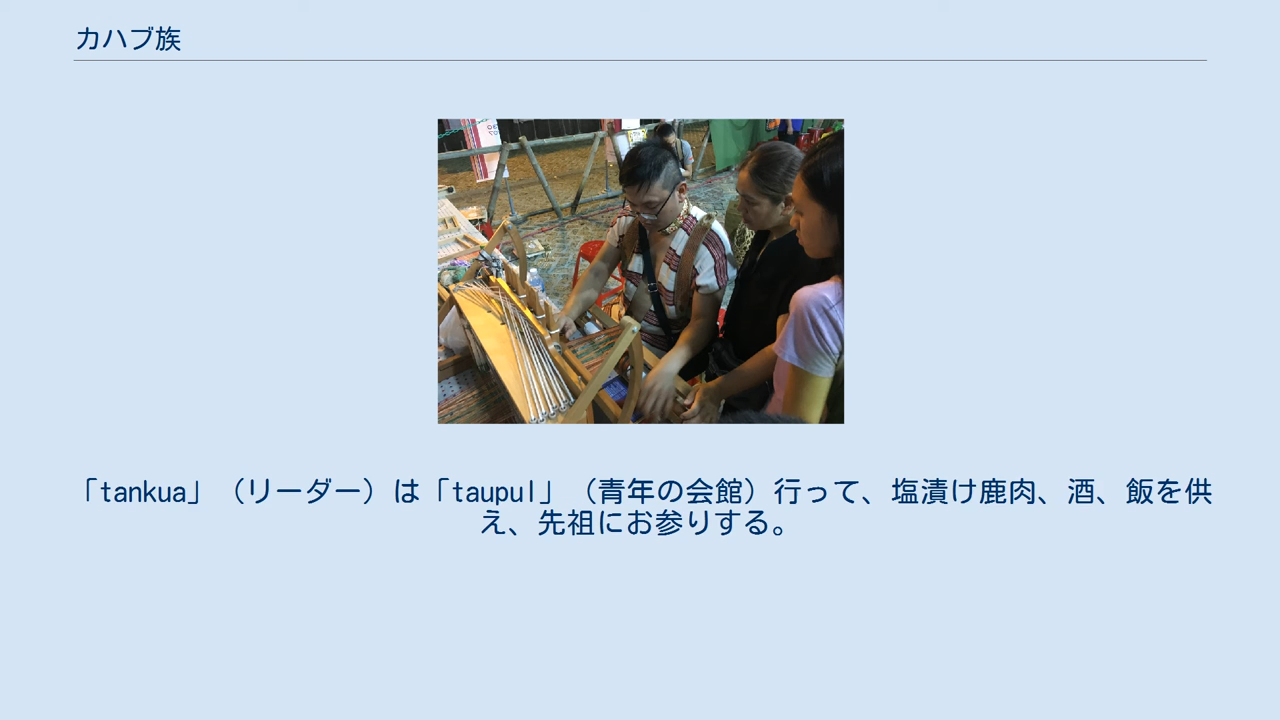 カハブ族
「tankua」（リーダー）は「taupul」（青年の会館）行って、塩漬け鹿肉、酒、飯を供
え、先祖にお参りする。